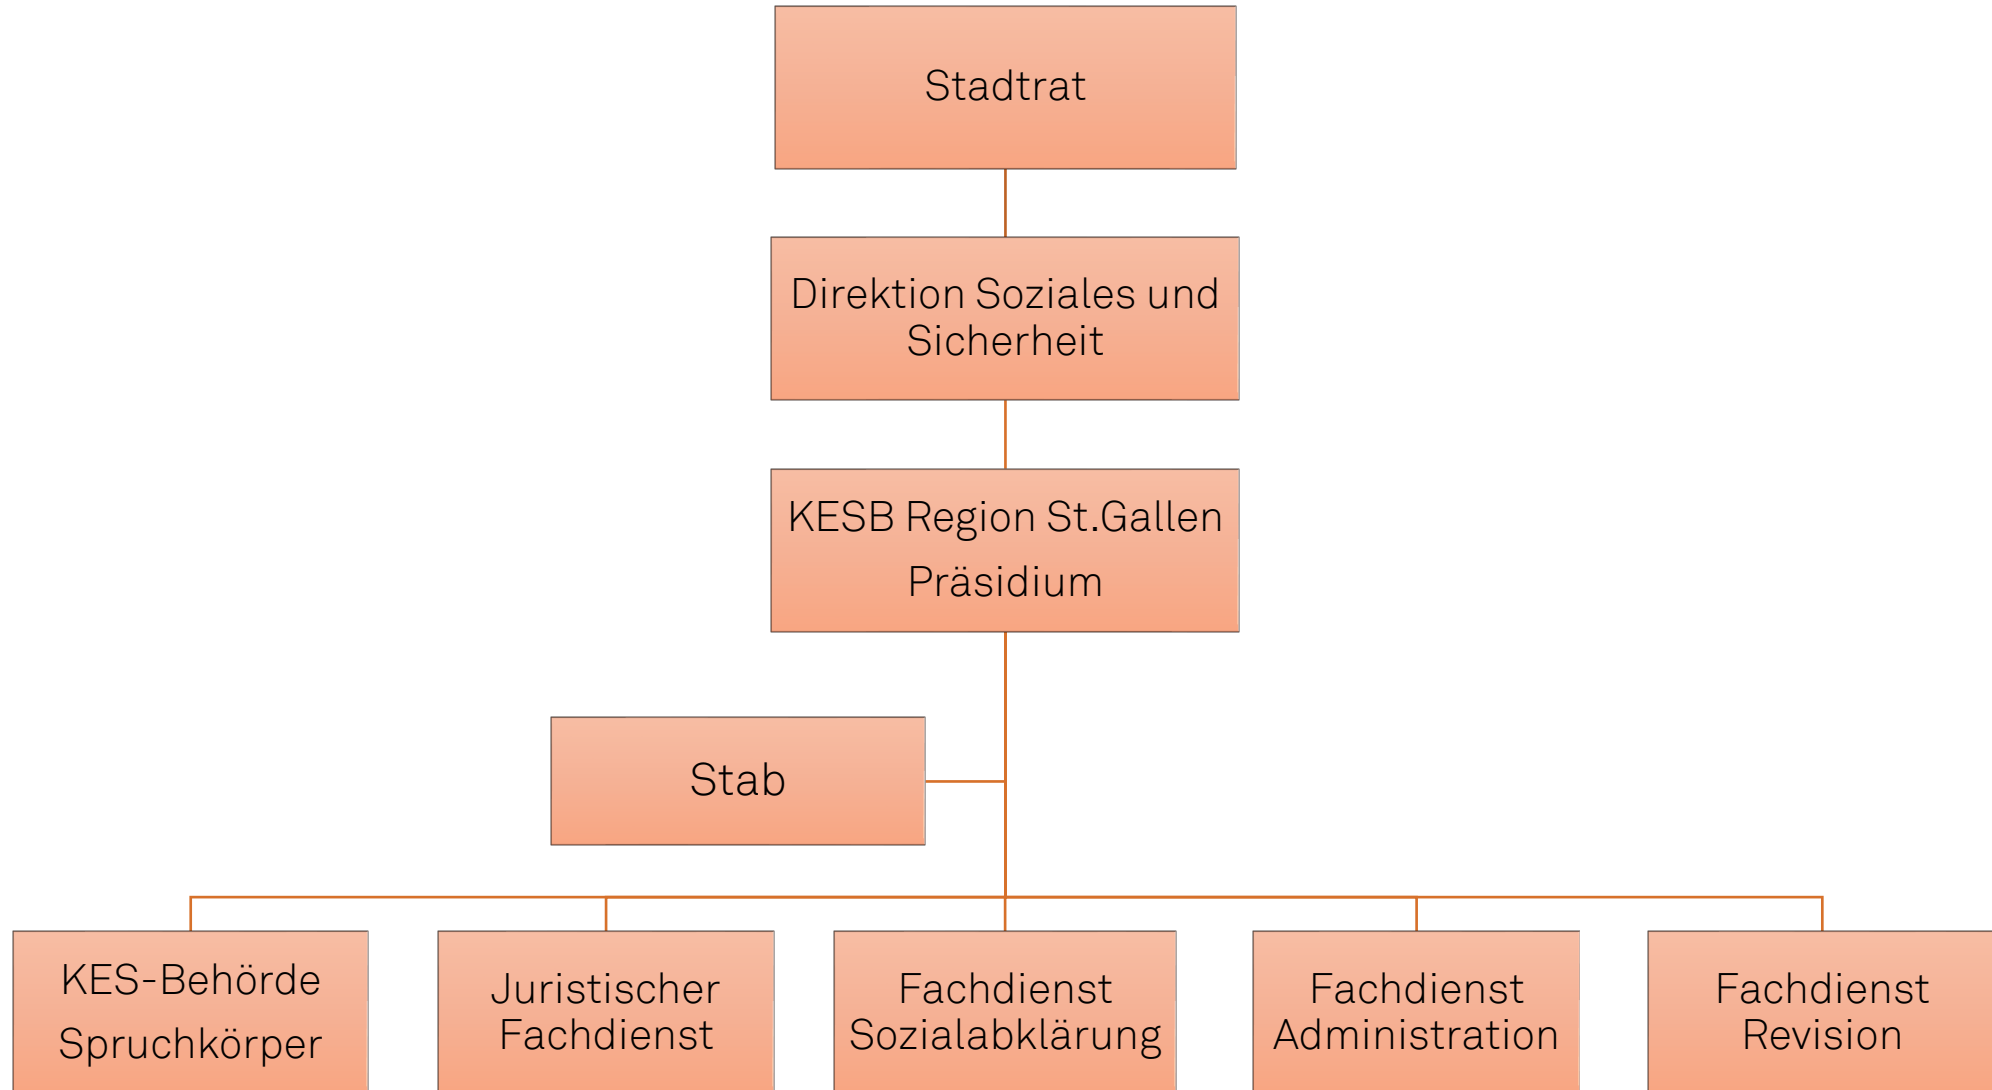 Stadtrat
Direktion Soziales und
Sicherheit
KESB Region St.Gallen
Präsidium
Stab
KES-Behörde
Spruchkörper
Juristischer
Fachdienst
Fachdienst
Sozialabklärung
Fachdienst
Administration
Fachdienst
Revision